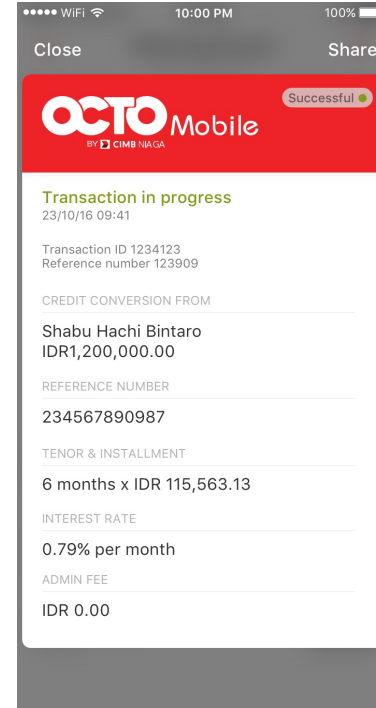 WiFi 10:00 PM 100%
Close Share
Successful
OCTO Mobile
BY CIMB NIAGA
Transaction in progress
23/10/16 09:41
Transaction ID 1234123
Reference number 123909
CREDIT CONVERSION FROM
Shabu Hachi Bintaro
IDR1,200,000.00
REFERENCE NUMBER
234567890987
TENOR & INSTALLMENT
6 months x IDR 115,563.13
INTEREST RATE
0.79% per month
ADMIN FEE
IDR 0.00